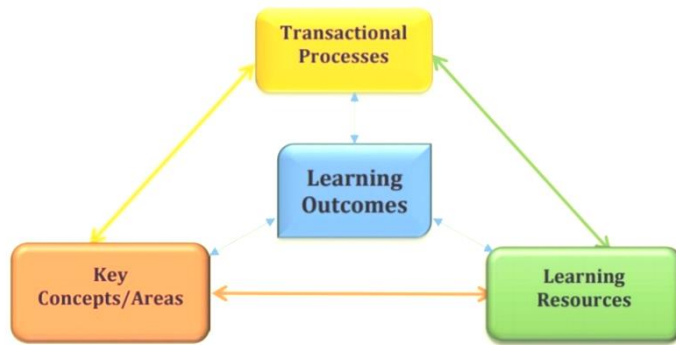 Transactional
Processes
Learning
Outcomes
Key
Concepts/Areas
Learning
Resources